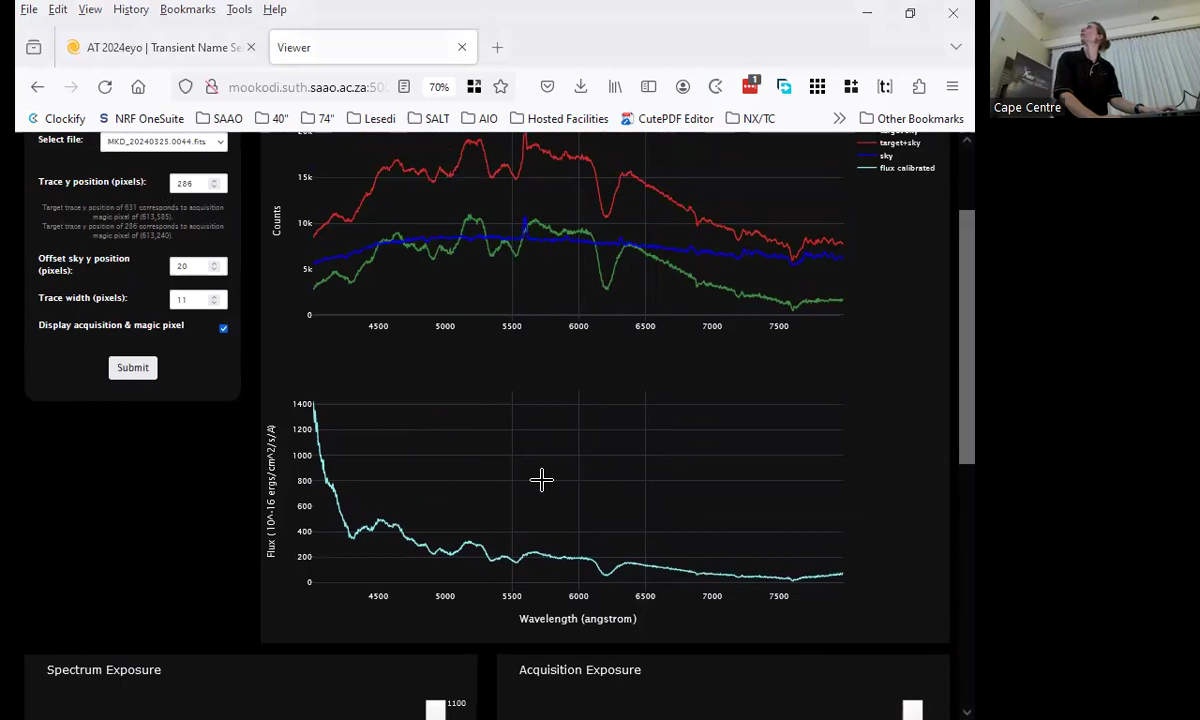 File Edit View History Bookmarks Tools Help
AT 2024eyo | Transient Name Se
Viewer
mookodi.suth.saao.ac.za:50
70%
1
[t:]
Clockify
NRF OneSuite
SAAO
40"
74"
Lesedi
SALT
AIO
Hosted Facilities
CutePDF Editor
NX/TC
Other Bookmarks
Cape Centre
Select file:
MKD_20240325.0044.fits
Trace y position (pixels):
286
Target trace y position of 631 corresponds to acquisition
magic pixel of (613,585).
Target trace y position of 286 corresponds to acquisition
magic pixel of (613,240).
Offset sky y position
(pixels):
20
Trace width (pixels):
11
Display acquisition & magic pixel
Submit
target+sky
sky
flux calibrated
Counts
15k
10k
5k
0
4500 5000 5500 6000 6500 7000 7500
Flux (10^-16 ergs/cm^2/s/A)
1400
1200
1000
800
600
400
200
0
4500 5000 5500 6000 6500 7000 7500
Wavelength (angstrom)
Spectrum Exposure
1100
Acquisition Exposure